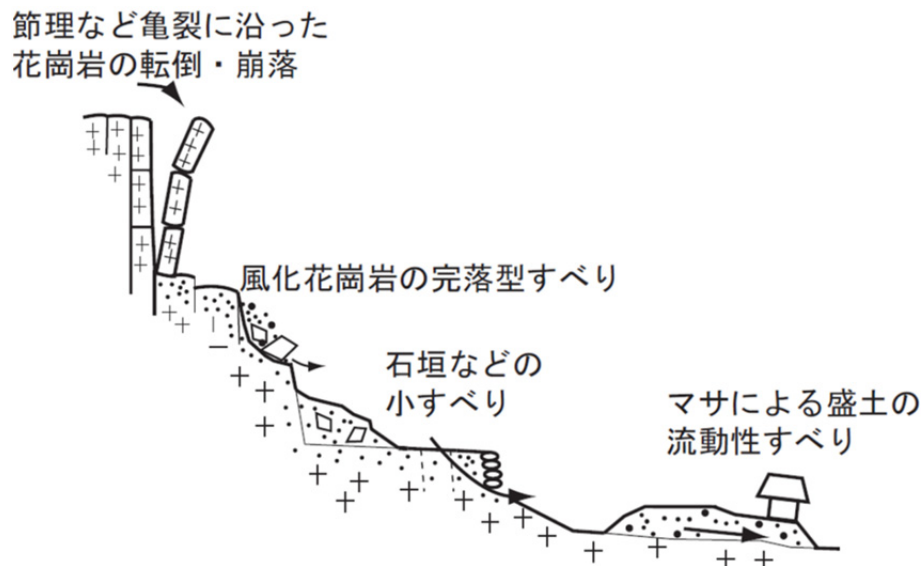 節理など亀裂に沿った
花崗岩の転倒・崩落
風化花崗岩の完落型すべり
石垣などの
小すべり
マサによる盛土の
流動性すべり